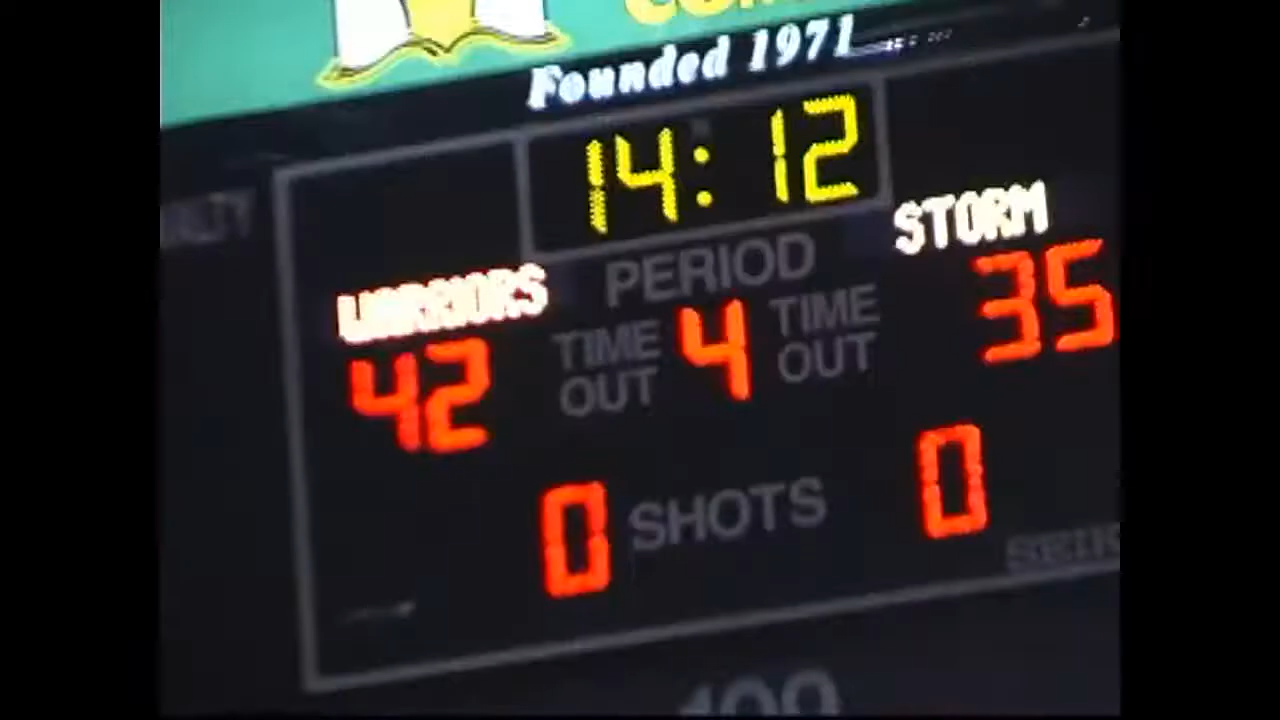 Founded 1971
14:12
STORM
WARRIORS
PERIOD
35
42
TIME OUT
4
TIME OUT
0
SHOTS
0